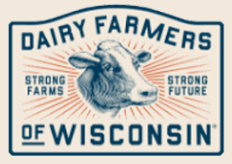 DAIRY FARMERS
STRONG FARMS
STRONG FUTURE
OF WISCONSIN®